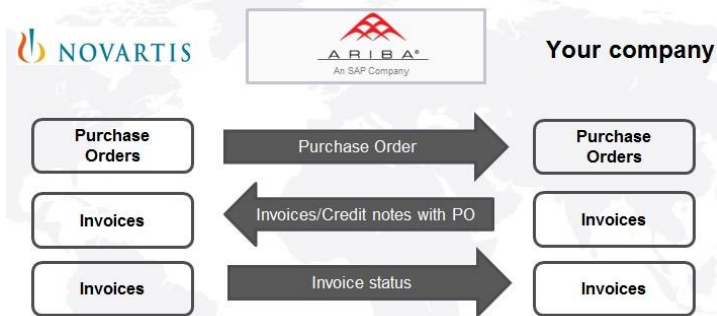 NOVARTIS
ARIBA®
An SAP Company
Your company
Purchase
Orders
Purchase Order
Purchase
Orders
Invoices
Invoices/Credit notes with PO
Invoices
Invoices
Invoice status
Invoices